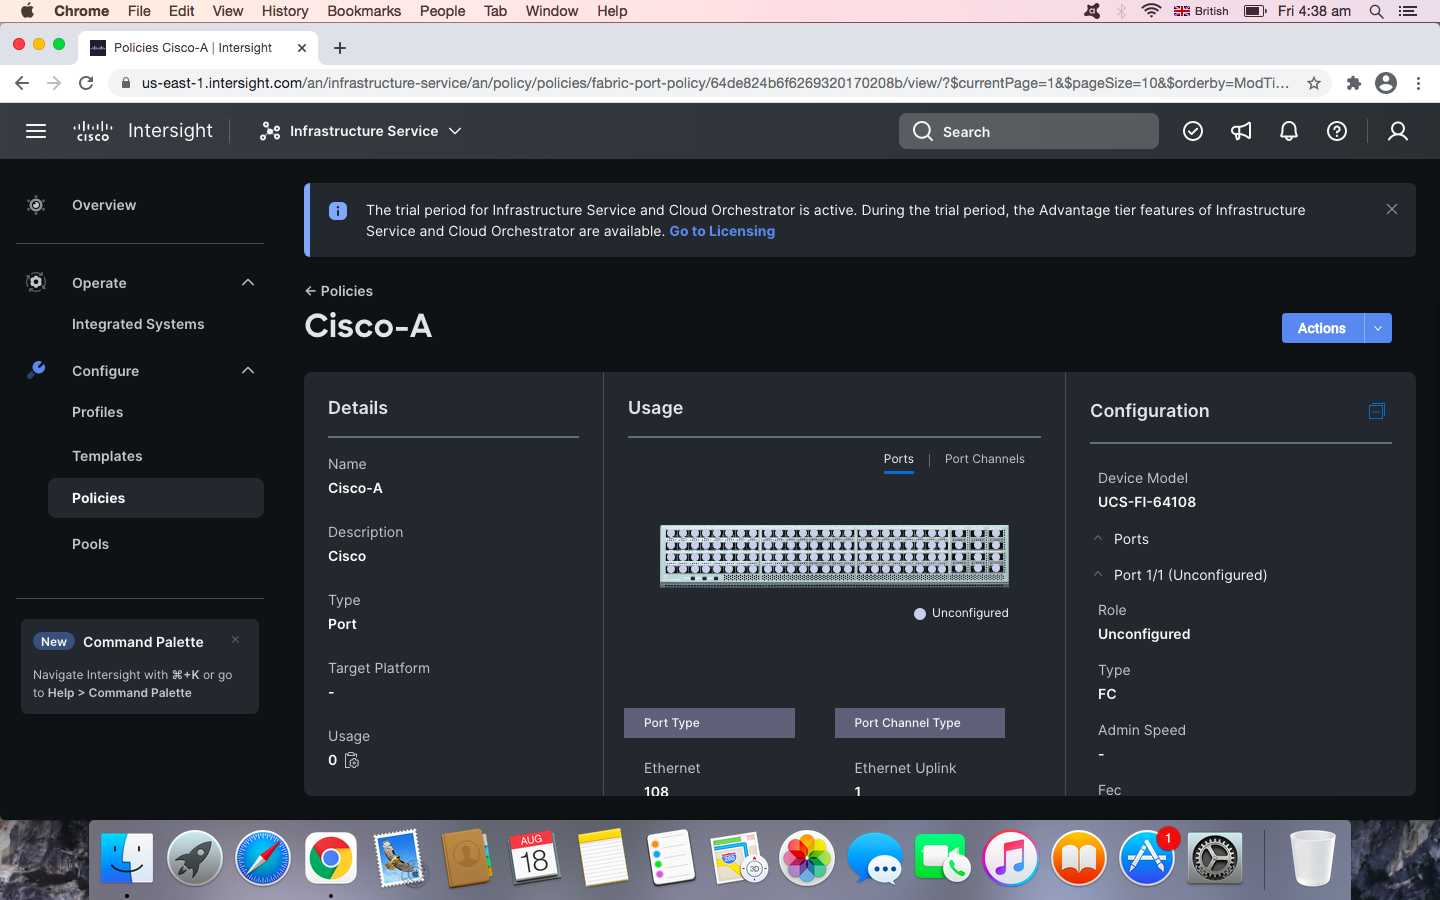 Chrome File Edit View History Bookmarks People Tab Window Help British Fri 4:38 am
Policies Cisco-A | Intersight
us-east-1.intersight.com/an/infrastructure-service/an/policy/policies/fabric-port-policy/64de824b6f6269320170208b/view/?$currentPage=1&$pageSize=10&$orderby=ModTi...
cisco Intersight Infrastructure Service Search
Overview
Operate
Integrated Systems
Configure
Profiles
Templates
Policies
Pools
New Command Palette
Navigate Intersight with ⌘+K or go
to Help > Command Palette
The trial period for Infrastructure Service and Cloud Orchestrator is active. During the trial period, the Advantage tier features of Infrastructure
Service and Cloud Orchestrator are available. Go to Licensing
← Policies
Cisco-A
Actions
Details
Name
Cisco-A
Description
Cisco
Type
Port
Target Platform
-
Usage
0
Usage
Ports | Port Channels
Unconfigured
Port Type
Ethernet
108
Port Channel Type
Ethernet Uplink
1
Configuration
Device Model
UCS-FI-64108
Ports
Port 1/1 (Unconfigured)
Role
Unconfigured
Type
FC
Admin Speed
-
Fec
AUG
18
280
3D
1